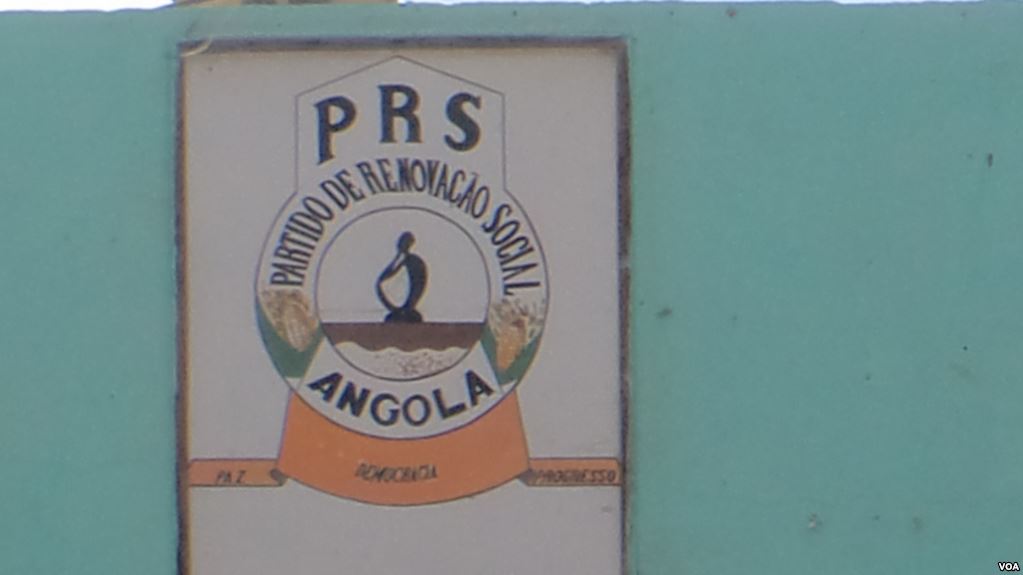 PRS
PARTIDO DE RENOVAÇÃO SOCIAL
ANGOLA
DEMOCRACIA
PAZ
PROGRESSO
VOA